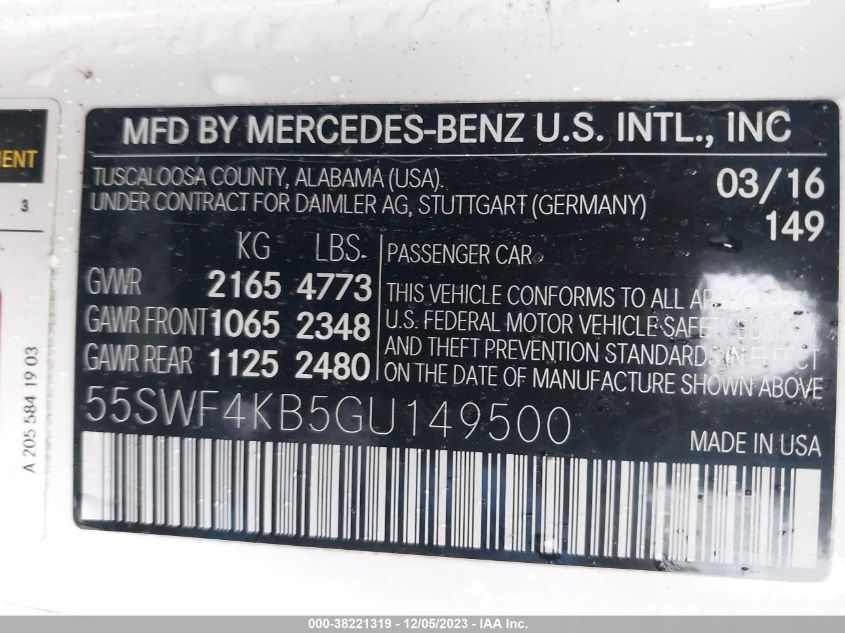 MFD BY MERCEDES-BENZ U.S. INTL., INC
TUSCALOOSA COUNTY, ALABAMA (USA).
UNDER CONTRACT FOR DAIMLER AG, STUTTGART (GERMANY)
03/16
149
KG LBS.
GVWR 2165 4773
GAWR FRONT 1065 2348
GAWR REAR 1125 2480
PASSENGER CAR
THIS VEHICLE CONFORMS TO ALL
U.S. FEDERAL MOTOR VEHICLE SAFETY
AND THEFT PREVENTION STANDARDS IN EFFECT
ON THE DATE OF MANUFACTURE SHOWN ABOVE
55SWF4KB5GU149500
MADE IN USA
3
A 205 584 19 03
000-38221319 - 12/05/2023 - ©IAA, Inc.